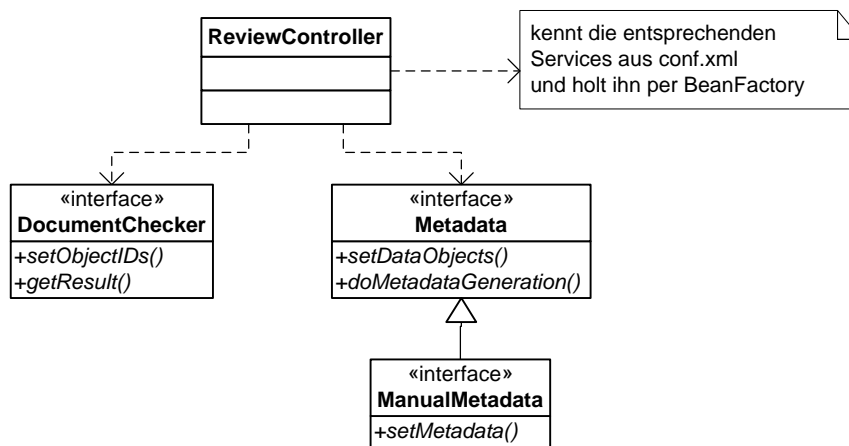 ReviewController
kennt die entsprechenden
Services aus conf.xml
und holt ihn per BeanFactory
«interface»
DocumentChecker
+setObjectIDs()
+getResult()
«interface»
Metadata
+setDataObjects()
+doMetadataGeneration()
«interface»
ManualMetadata
+setMetadata()